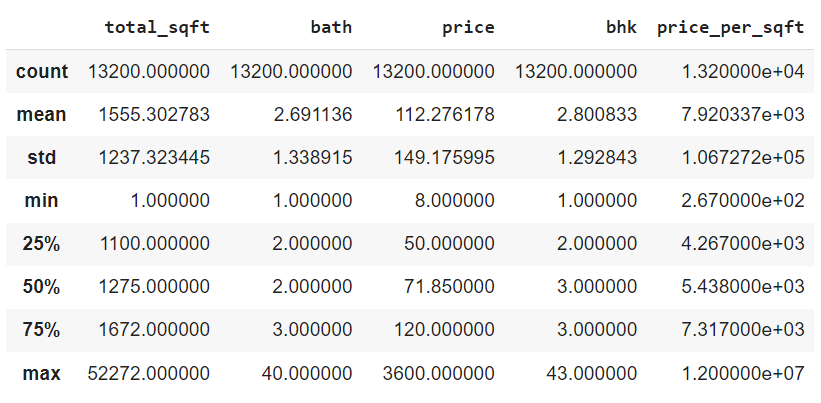 total_sqft bath price bhk price_per_sqft
count 13200.000000 13200.000000 13200.000000 13200.000000 1.320000e+04
mean 1555.302783 2.691136 112.276178 2.800833 7.920337e+03
std 1237.323445 1.338915 149.175995 1.292843 1.067272e+05
min 1.000000 1.000000 8.000000 1.000000 2.670000e+02
25% 1100.000000 2.000000 50.000000 2.000000 4.267000e+03
50% 1275.000000 2.000000 71.850000 3.000000 5.438000e+03
75% 1672.000000 3.000000 120.000000 3.000000 7.317000e+03
max 52272.000000 40.000000 3600.000000 43.000000 1.200000e+07